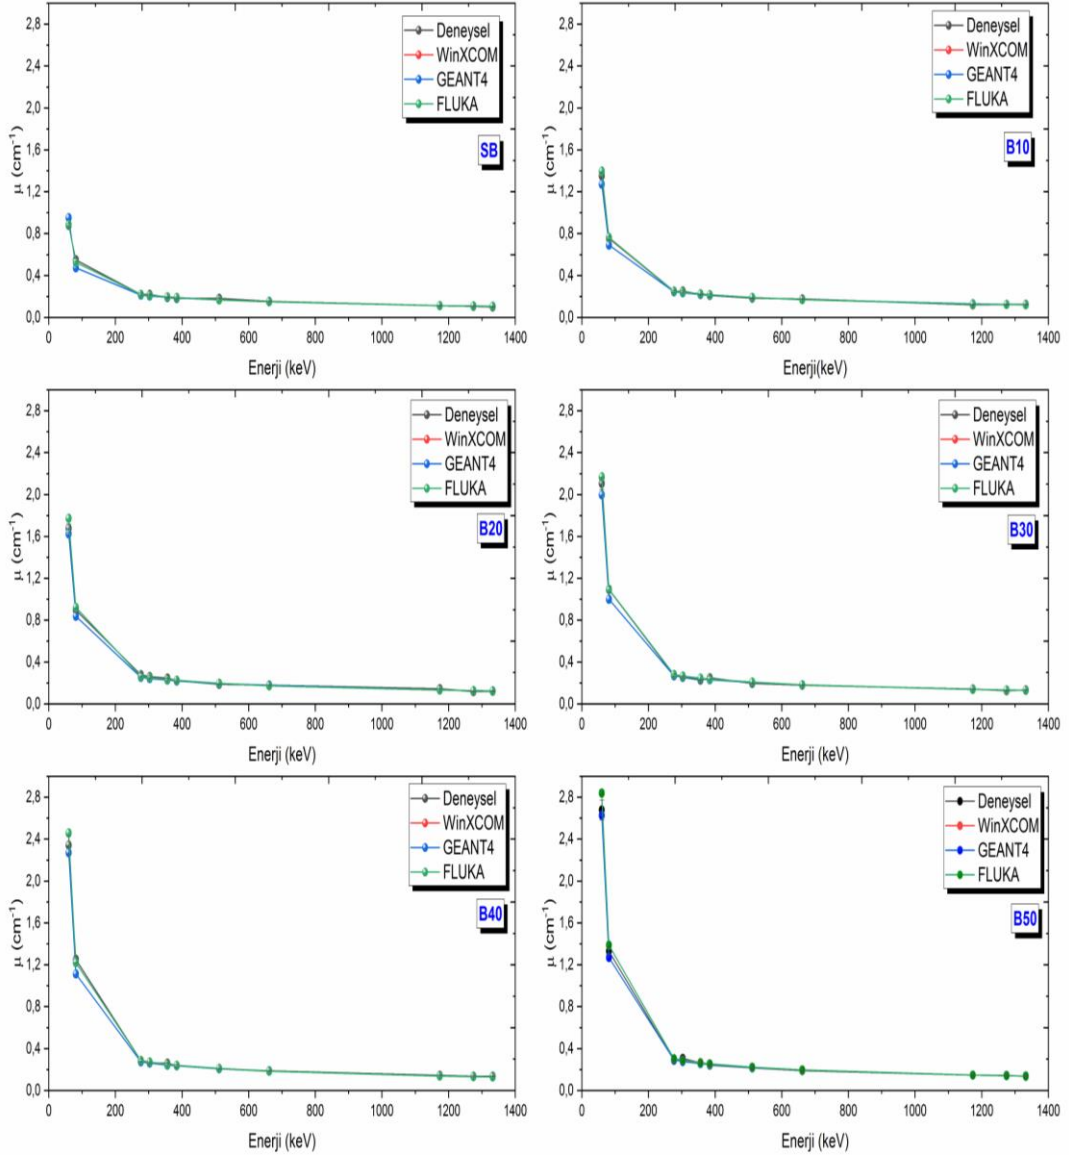 2,8
2,4
2,0
1,6
1,2
0,8
0,4
0,0
μ (cm⁻¹)
Deneysel
WinXCOM
GEANT4
FLUKA
SB
0 200 400 600 800 1000 1200 1400
Enerji (keV)
2,8
2,4
2,0
1,6
1,2
0,8
0,4
0,0
μ (cm⁻¹)
Deneysel
WinXCOM
GEANT4
FLUKA
B10
0 200 400 600 800 1000 1200 1400
Enerji(keV)
2,8
2,4
2,0
1,6
1,2
0,8
0,4
0,0
μ (cm⁻¹)
Deneysel
WinXCOM
GEANT4
FLUKA
B20
0 200 400 600 800 1000 1200 1400
Enerji (keV)
2,8
2,4
2,0
1,6
1,2
0,8
0,4
0,0
μ (cm⁻¹)
Deneysel
WinXCOM
GEANT4
FLUKA
B30
0 200 400 600 800 1000 1200 1400
Enerji (keV)
2,8
2,4
2,0
1,6
1,2
0,8
0,4
0,0
μ (cm⁻¹)
Deneysel
WinXCOM
GEANT4
FLUKA
B40
0 200 400 600 800 1000 1200 1400
Enerji (keV)
2,8
2,4
2,0
1,6
1,2
0,8
0,4
0,0
μ (cm⁻¹)
Deneysel
WinXCOM
GEANT4
FLUKA
B50
0 200 400 600 800 1000 1200 1400
Enerji (keV)